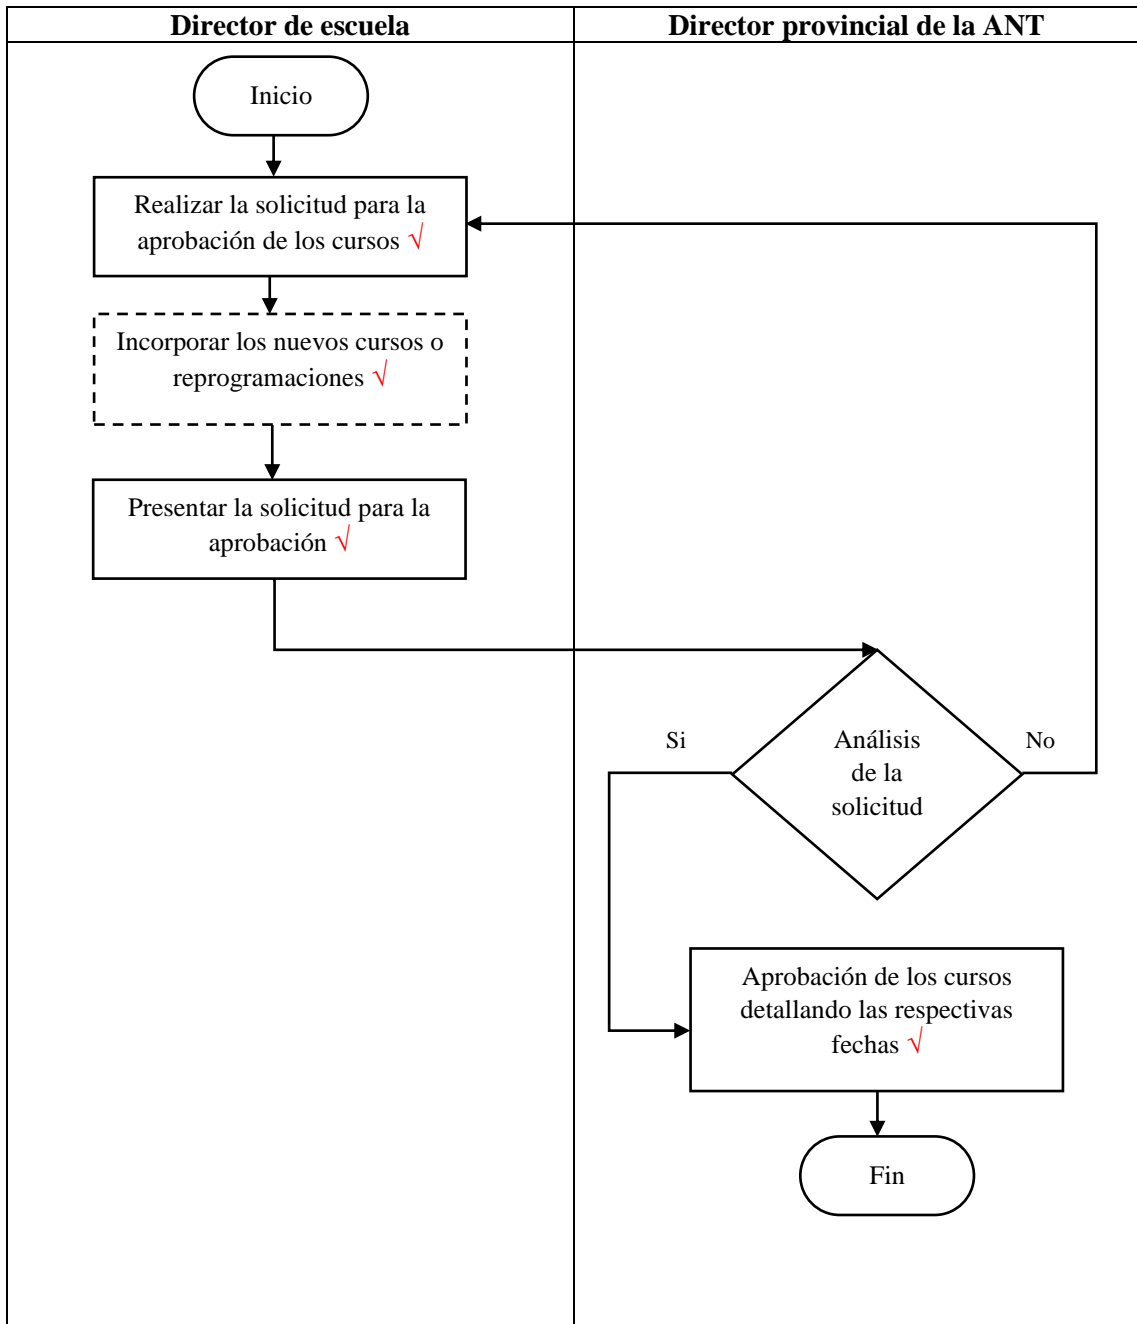 Director de escuela
Director provincial de la ANT
Inicio
Realizar la solicitud para la
aprobación de los cursos √
Incorporar los nuevos cursos o
reprogramaciones √
Presentar la solicitud para la
aprobación √
Si
Análisis
de la
solicitud
No
Aprobación de los cursos
detallando las respectivas
fechas √
Fin